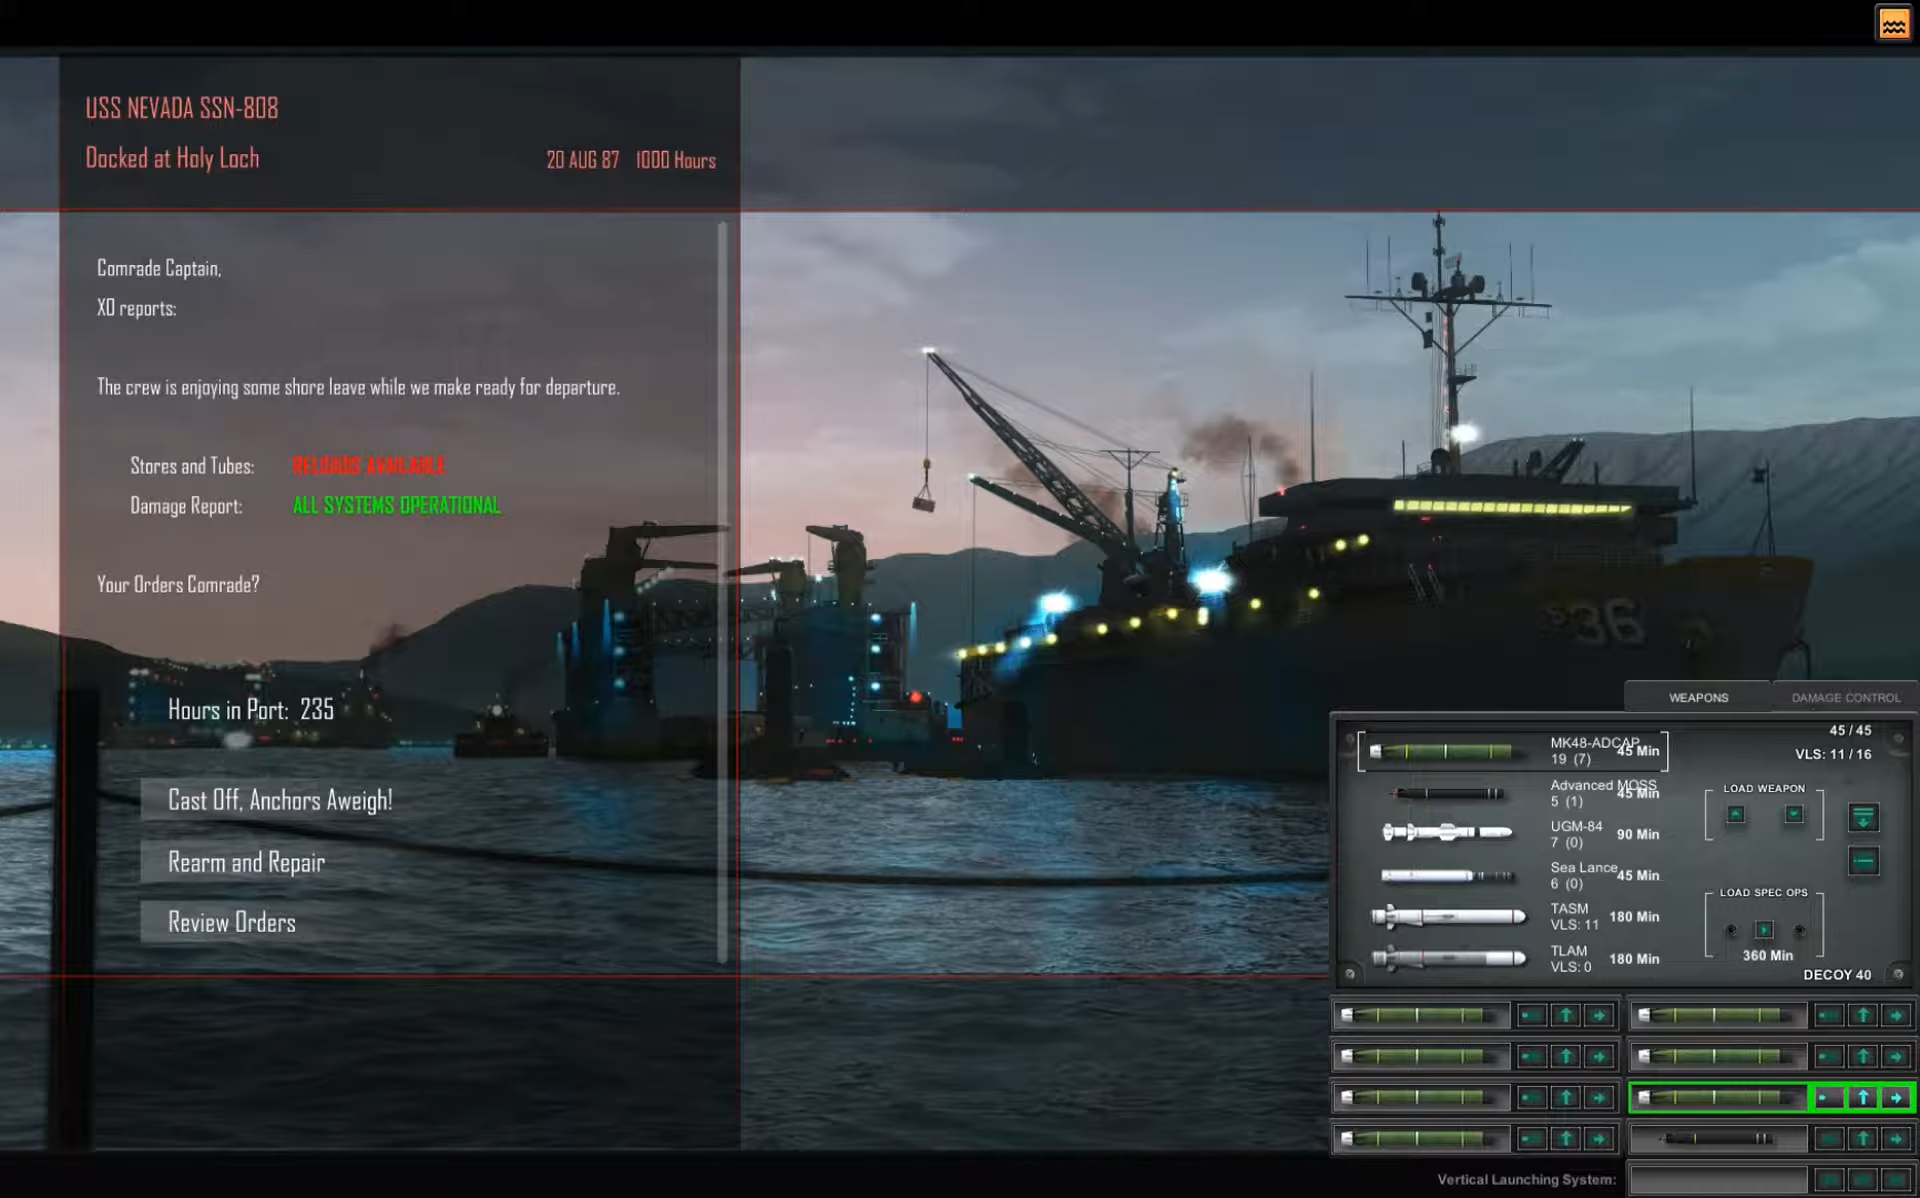 USS NEVADA SSN-808
Docked at Holy Loch
20 AUG 87 1000 Hours
Comrade Captain,
XO reports:
The crew is enjoying some shore leave while we make ready for departure.
Stores and Tubes: RELOADS AVAILABLE
Damage Report: ALL SYSTEMS OPERATIONAL
Your Orders Comrade?
Hours in Port: 235
Cast Off, Anchors Aweigh!
Rearm and Repair
Review Orders
36
WEAPONS
DAMAGE CONTROL
45 / 45
VLS: 11 / 16
MK48-ADCAP
19 (7)
45 Min
Advanced MOSS
5 (1)
45 Min
UGM-84
7 (0)
90 Min
Sea Lance
6 (0)
45 Min
TASM
VLS: 11
180 Min
TLAM
VLS: 0
180 Min
LOAD WEAPON
LOAD SPEC OPS
360 Min
DECOY 40
Vertical Launching System: